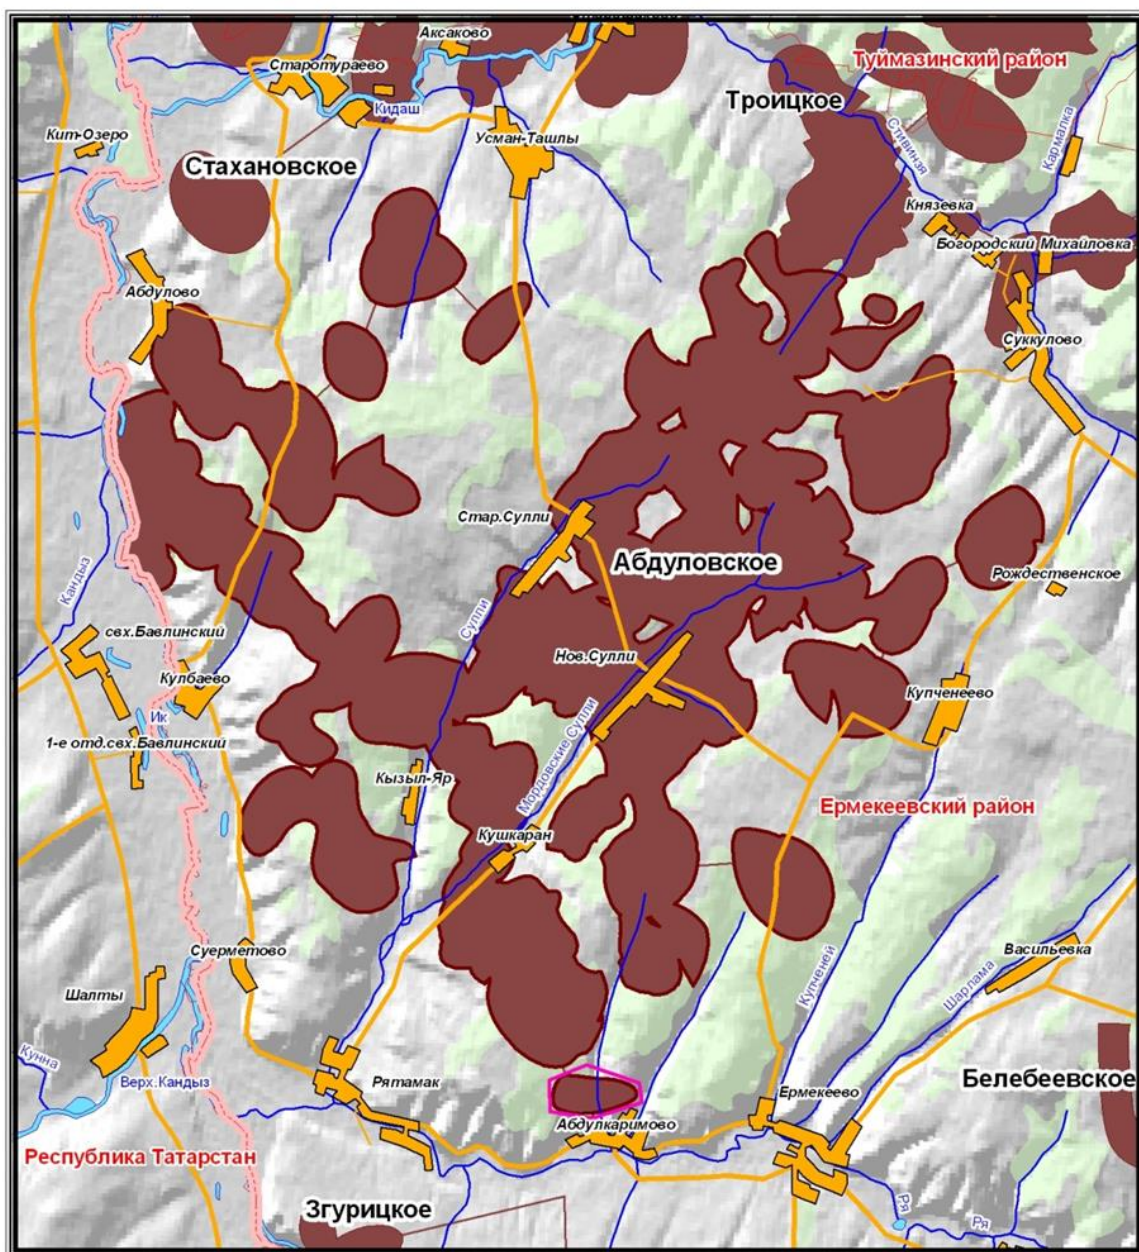 Аксаково
Старотураево
Туймазинский район
Кидаш
Троицкое
Кит-Озеро
Усман-Ташлы
Стивинзя
Кармалка
Стахановское
Князевка
Богородский
Михайловка
Абдулово
Суккулово
Стар.Сулли
Абдуловское
Рождественское
Кандыз
Сулли
свх.Бавлинский
Нов.Сулли
Кулбаево
Купченеево
Ик
1-е отд.свх.Бавлинский
Мордовские Сулли
Кызыл-Яр
Ермекеевский район
Кушкаран
Суерметово
Васильевка
Шалты
Купченей
Шарлама
Кунна
Верх.Кандыз
Рятамак
Ермекеево
Белебеевское
Абдулкаримово
Республика Татарстан
Згурицкое
Ря
Ря